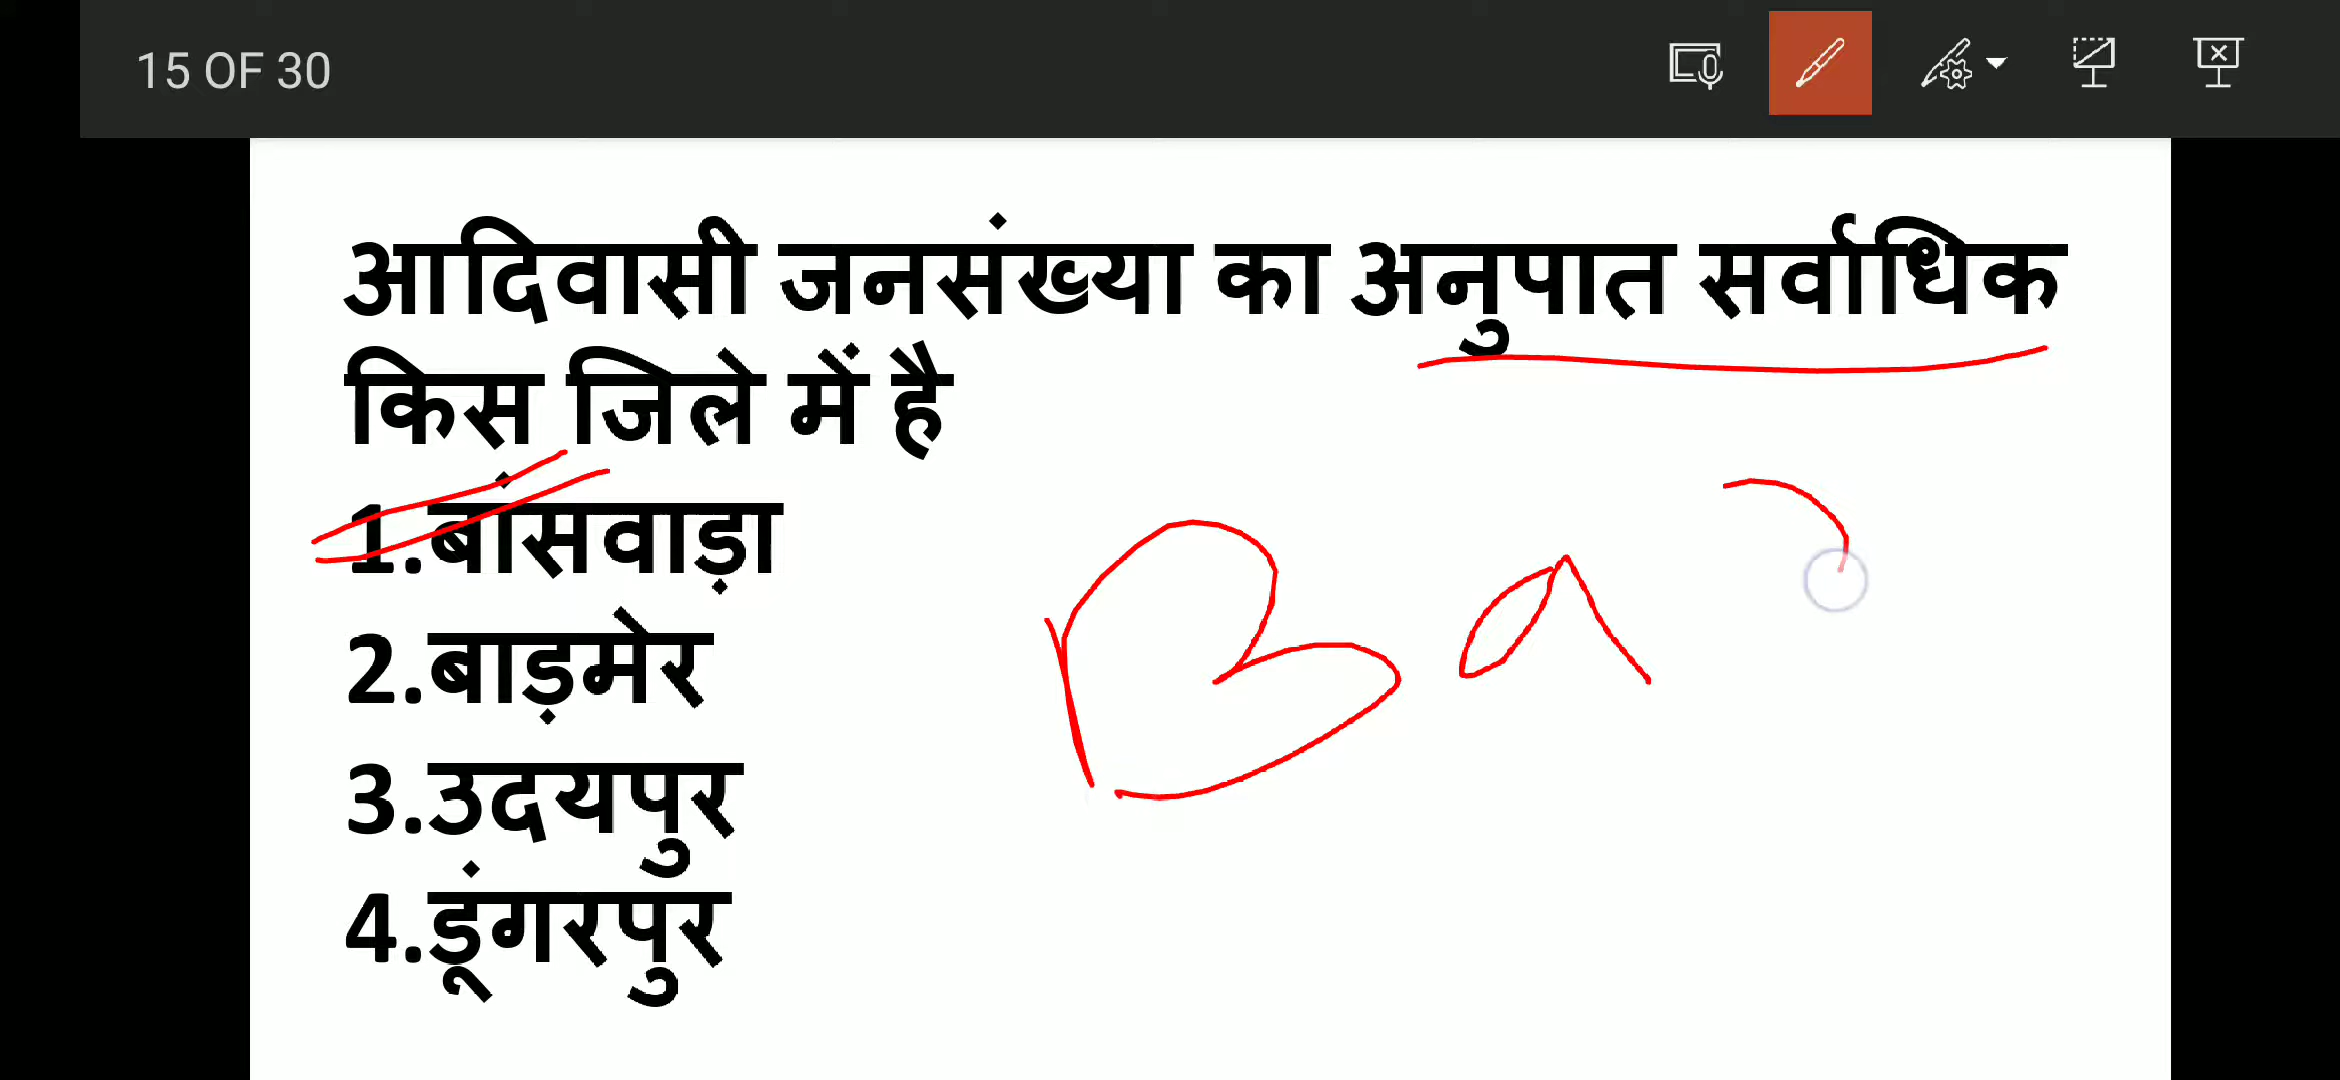 15 OF 30
आदिवासी जनसंख्या का अनुपात सर्वाधिक
किस जिले में है
1.बांसवाड़ा
2.बाड़मेर
3.उदयपुर
4.डूंगरपुर
Ba